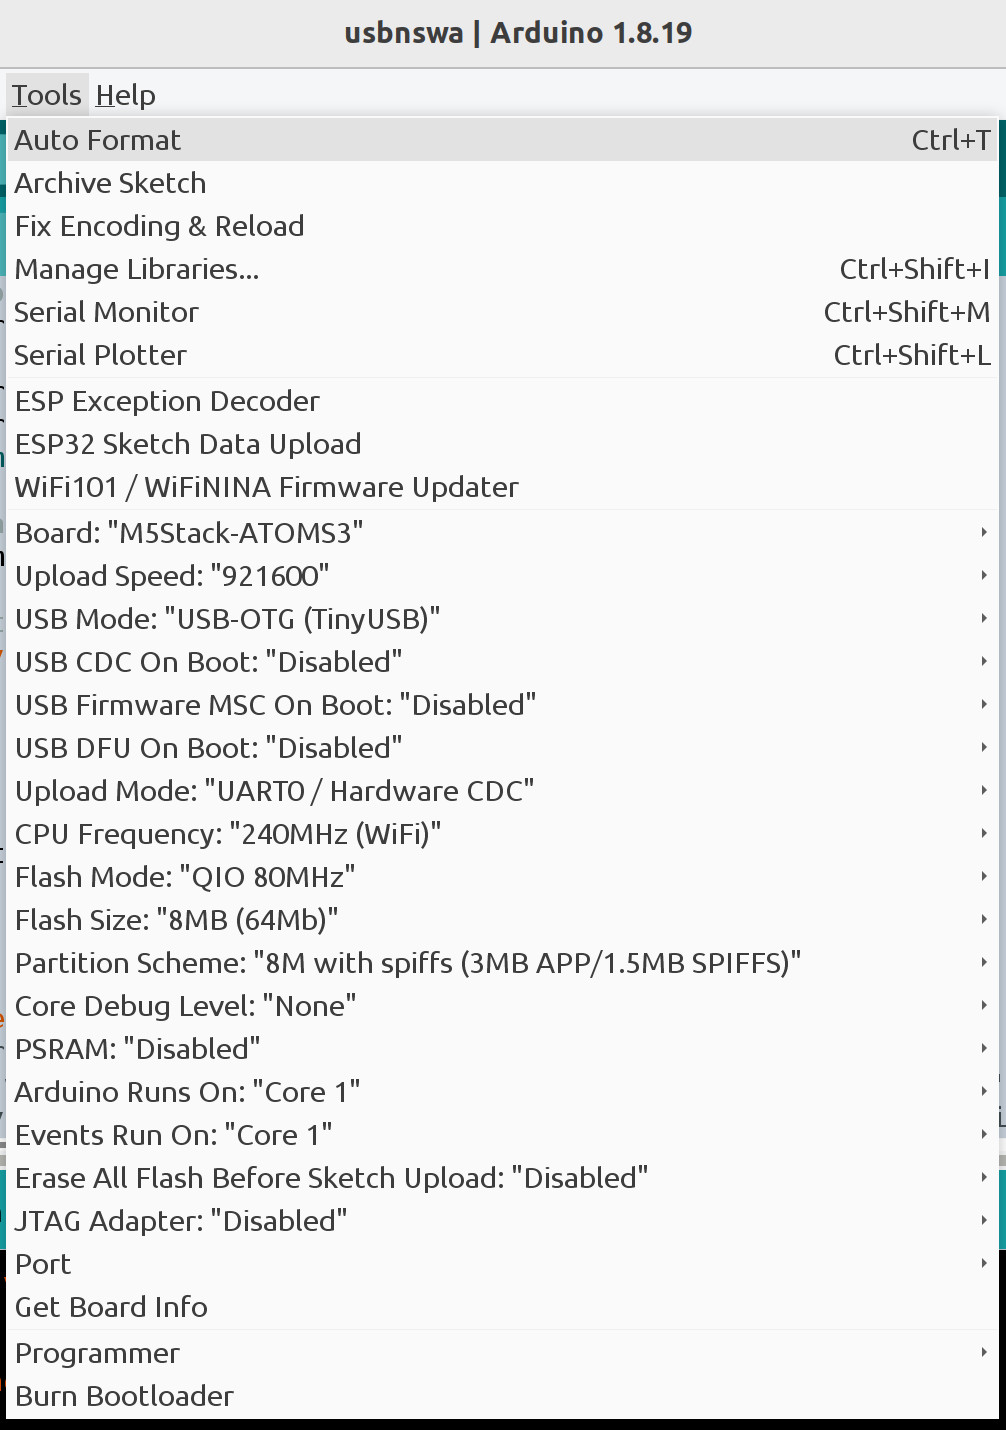 usbnswa | Arduino 1.8.19
Tools Help
Auto Format Ctrl+T
Archive Sketch
Fix Encoding & Reload
Manage Libraries... Ctrl+Shift+I
Serial Monitor Ctrl+Shift+M
Serial Plotter Ctrl+Shift+L
ESP Exception Decoder
ESP32 Sketch Data Upload
WiFi101 / WiFiNINA Firmware Updater
Board: "M5Stack-ATOMS3"
Upload Speed: "921600"
USB Mode: "USB-OTG (TinyUSB)"
USB CDC On Boot: "Disabled"
USB Firmware MSC On Boot: "Disabled"
USB DFU On Boot: "Disabled"
Upload Mode: "UART0 / Hardware CDC"
CPU Frequency: "240MHz (WiFi)"
Flash Mode: "QIO 80MHz"
Flash Size: "8MB (64Mb)"
Partition Scheme: "8M with spiffs (3MB APP/1.5MB SPIFFS)"
Core Debug Level: "None"
PSRAM: "Disabled"
Arduino Runs On: "Core 1"
Events Run On: "Core 1"
Erase All Flash Before Sketch Upload: "Disabled"
JTAG Adapter: "Disabled"
Port
Get Board Info
Programmer
Burn Bootloader